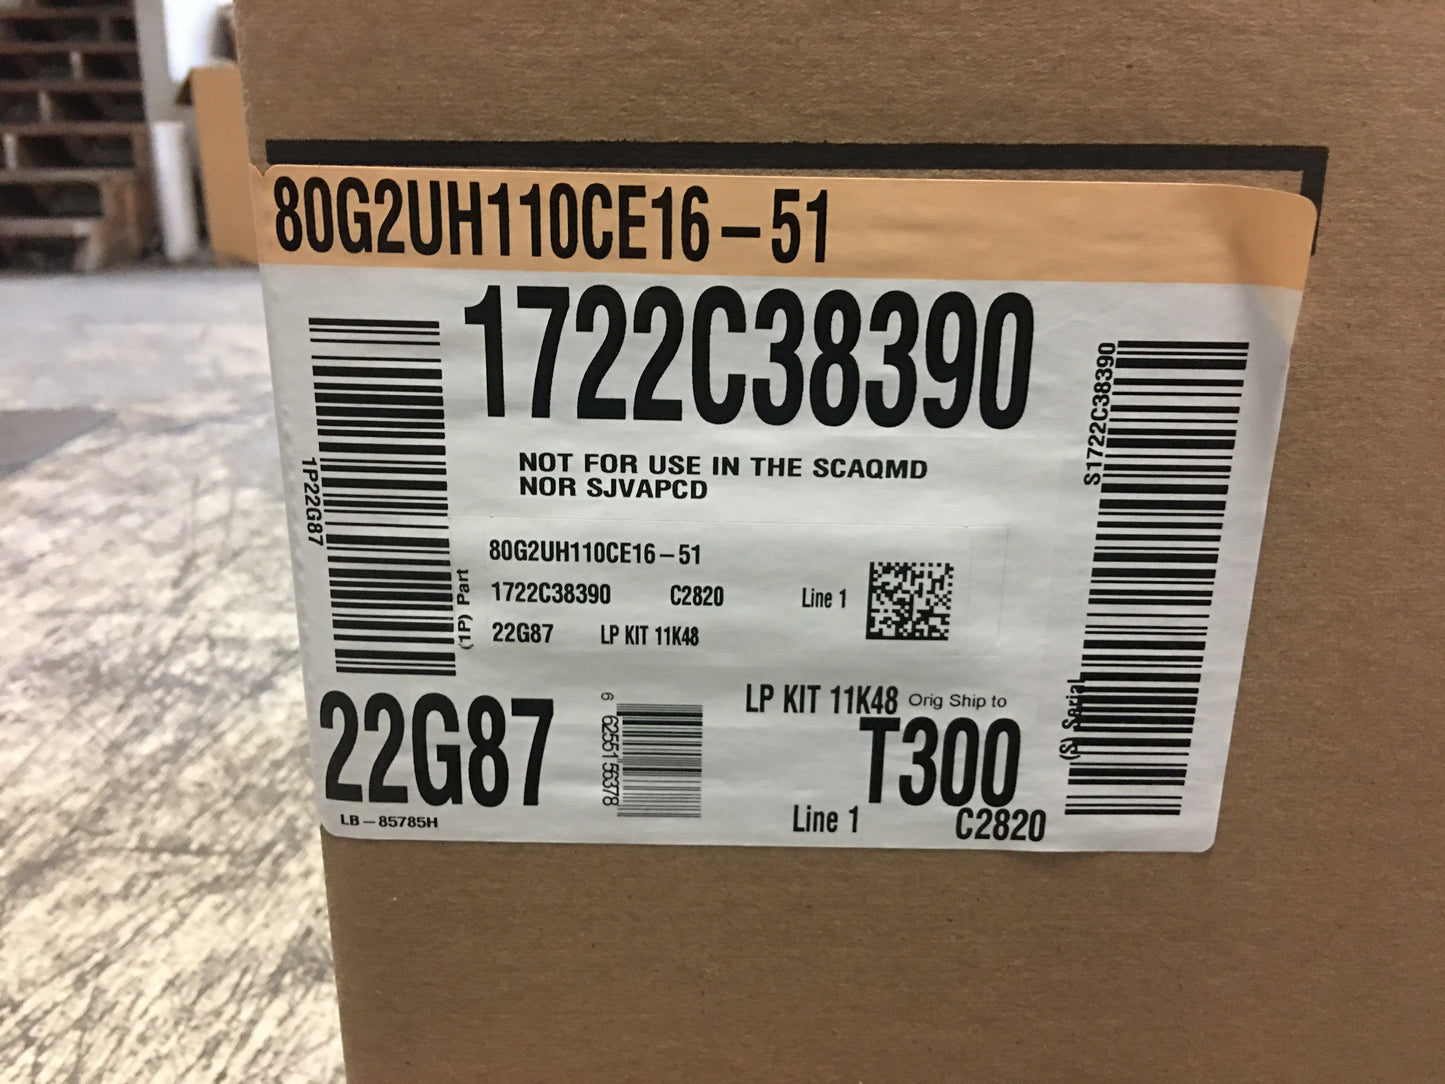 80G2UH110CE16-51
1722C38390
1P22G87
(1P) Part
S1722C38390
(S) Serial
NOT FOR USE IN THE SCAQMD
NOR SJVAPCD
80G2UH110CE16-51
1722C38390 C2820 Line 1
22G87 LP KIT 11K48
LP KIT 11K48 Orig Ship to
22G87
6 62551 56378
T300
Line 1 C2820
LB-85785H